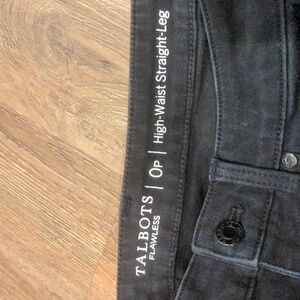 TALBOTS
FLAWLESS
| 0P | High-Waist Straight-Leg